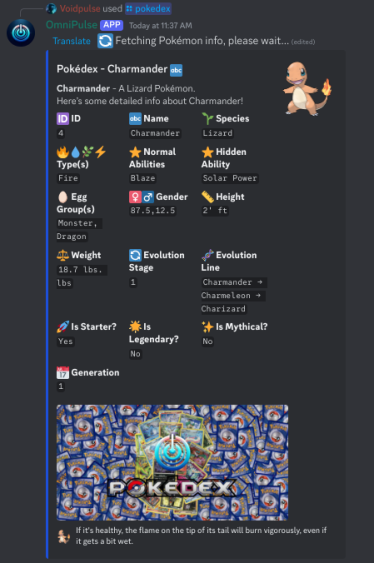 Voidpulse used pokedex
OmniPulse APP Today at 11:37 AM
Translate Fetching Pokémon info, please wait... (edited)
Pokédex - Charmander abc
Charmander - A Lizard Pokémon.
Here's some detailed info about Charmander!
ID ID
4
abc Name
Charmander
Species
Lizard
Type(s)
Fire
Normal
Abilities
Blaze
Hidden
Ability
Solar Power
Egg
Group(s)
Monster,
Dragon
Gender
87.5,12.5
Height
2' ft
Weight
18.7 lbs.
lbs
Evolution
Stage
1
Evolution
Line
Charmander →
Charmeleon →
Charizard
Is Starter?
Yes
Is
Legendary?
No
Is Mythical?
No
Generation
1
POKEDEX
If it's healthy, the flame on the tip of its tail will burn vigorously, even if
it gets a bit wet.